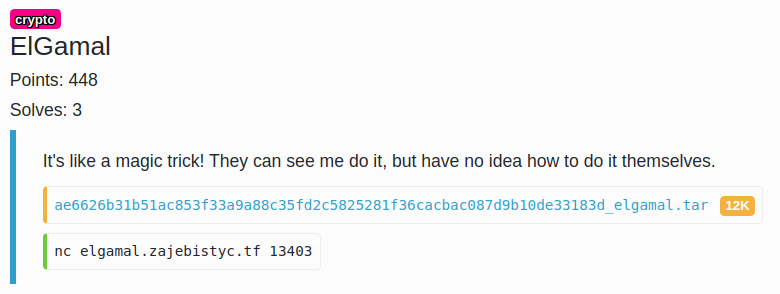 crypto
ElGamal
Points: 448
Solves: 3
It's like a magic trick! They can see me do it, but have no idea how to do it themselves.
ae6626b31b51ac853f33a9a88c35fd2c5825281f36cacbac087d9b10de33183d_elgamal.tar 12K
nc elgamal.zajebistyc.tf 13403